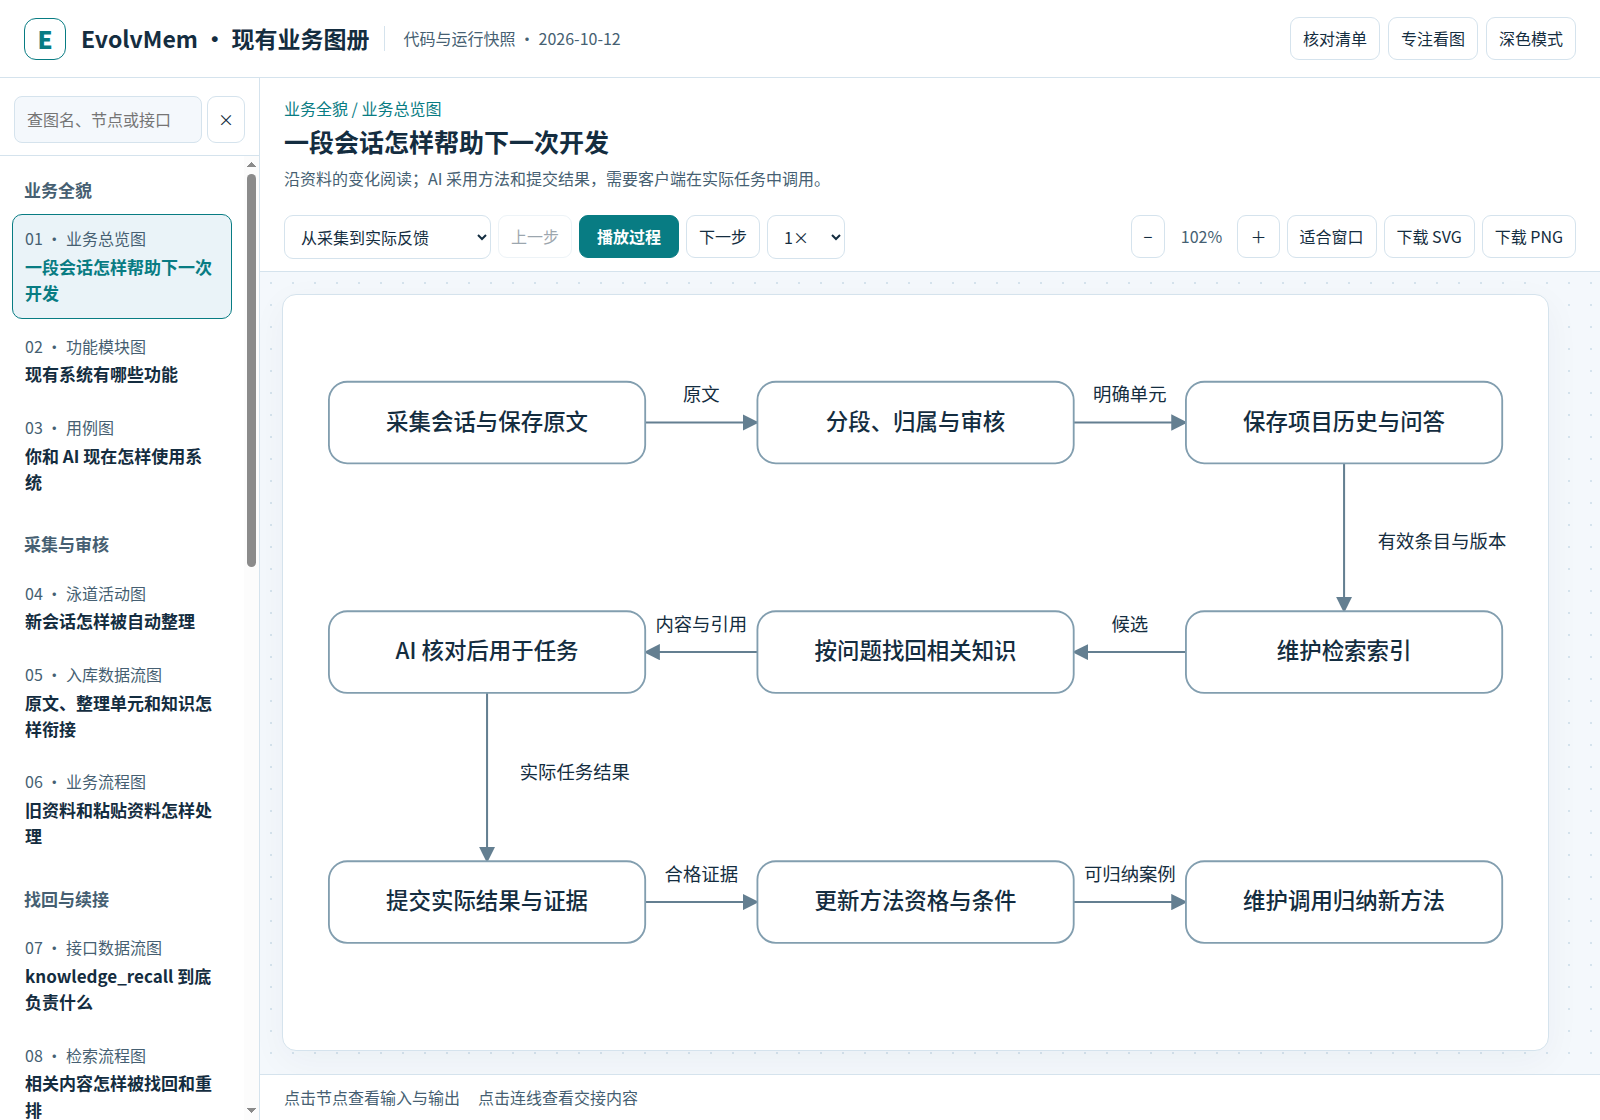 E
EvolvMem · 现有业务图册
代码与运行快照 · 2026-10-12
核对清单
专注看图
深色模式
查图名、节点或接口
×
业务全貌
01 · 业务总览图
一段会话怎样帮助下一次
开发
02 · 功能模块图
现有系统有哪些功能
03 · 用例图
你和 AI 现在怎样使用系
统
采集与审核
04 · 泳道活动图
新会话怎样被自动整理
05 · 入库数据流图
原文、整理单元和知识怎
样衔接
06 · 业务流程图
旧资料和粘贴资料怎样处
理
找回与续接
07 · 接口数据流图
knowledge_recall 到底
负责什么
08 · 检索流程图
相关内容怎样被找回和重
排
业务全貌 / 业务总览图
一段会话怎样帮助下一次开发
沿资料的变化阅读；AI 采用方法和提交结果，需要客户端在实际任务中调用。
从采集到实际反馈
上一步
播放过程
下一步
1×
−
102%
+
适合窗口
下载 SVG
下载 PNG
采集会话与保存原文
原文
分段、归属与审核
明确单元
保存项目历史与问答
有效条目与版本
AI 核对后用于任务
内容与引用
按问题找回相关知识
候选
维护检索索引
实际任务结果
提交实际结果与证据
合格证据
更新方法资格与条件
可归纳案例
维护调用归纳新方法
点击节点查看输入与输出
点击连线查看交接内容